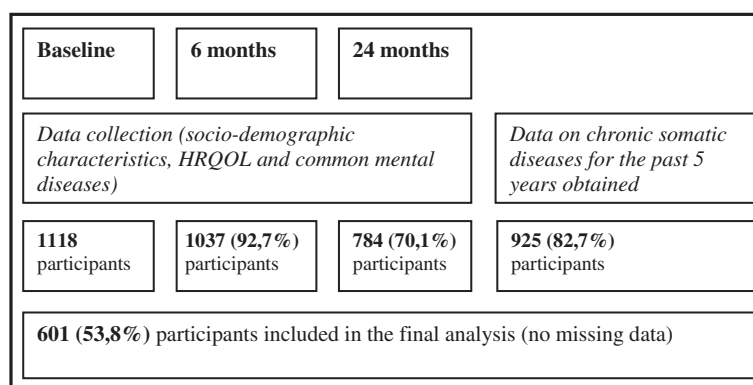 Baseline
6 months
24 months
Data collection (socio-demographic
characteristics, HRQOL and common mental
diseases)
Data on chronic somatic
diseases for the past 5
years obtained
1118
participants
1037 (92,7%)
participants
784 (70,1%)
participants
925 (82,7%)
participants
601 (53,8%) participants included in the final analysis (no missing data)